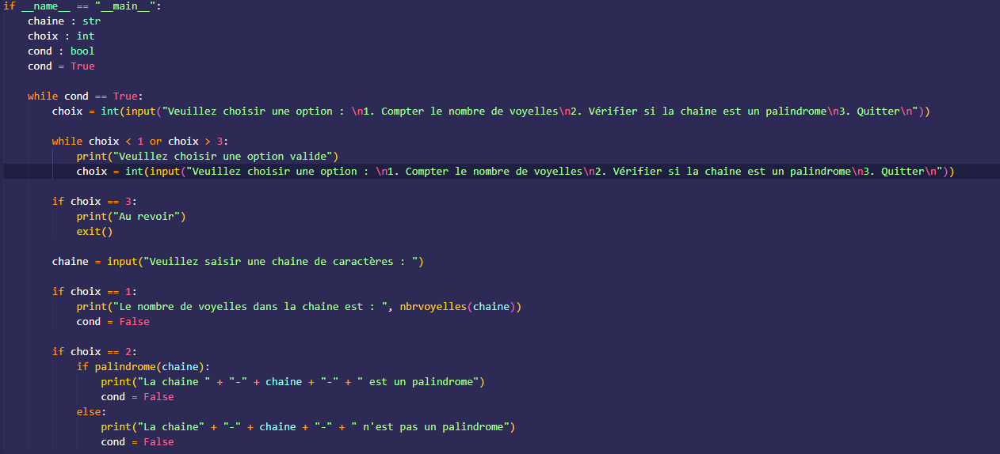 if __name__ == "__main__":
    chaine : str
    choix : int
    cond : bool
    cond = True
    while cond == True:
        choix = int(input("Veuillez choisir une option : \n1. Compter le nombre de voyelles\n2. Vérifier si la chaine est un palindrome\n3. Quitter\n"))
        while choix < 1 or choix > 3:
            print("Veuillez choisir une option valide")
            choix = int(input("Veuillez choisir une option : \n1. Compter le nombre de voyelles\n2. Vérifier si la chaine est un palindrome\n3. Quitter\n"))
        if choix == 3:
            print("Au revoir")
            exit()
        chaine = input("Veuillez saisir une chaine de caractères : ")
        if choix == 1:
            print("Le nombre de voyelles dans la chaine est : ", nbrvoyelles(chaine))
            cond = False
        if choix == 2:
            if palindrome(chaine):
                print("La chaine " + "-" + chaine + "-" + " est un palindrome")
                cond = False
            else:
                print("La chaine" + "-" + chaine + "-" + " n'est pas un palindrome")
                cond = False